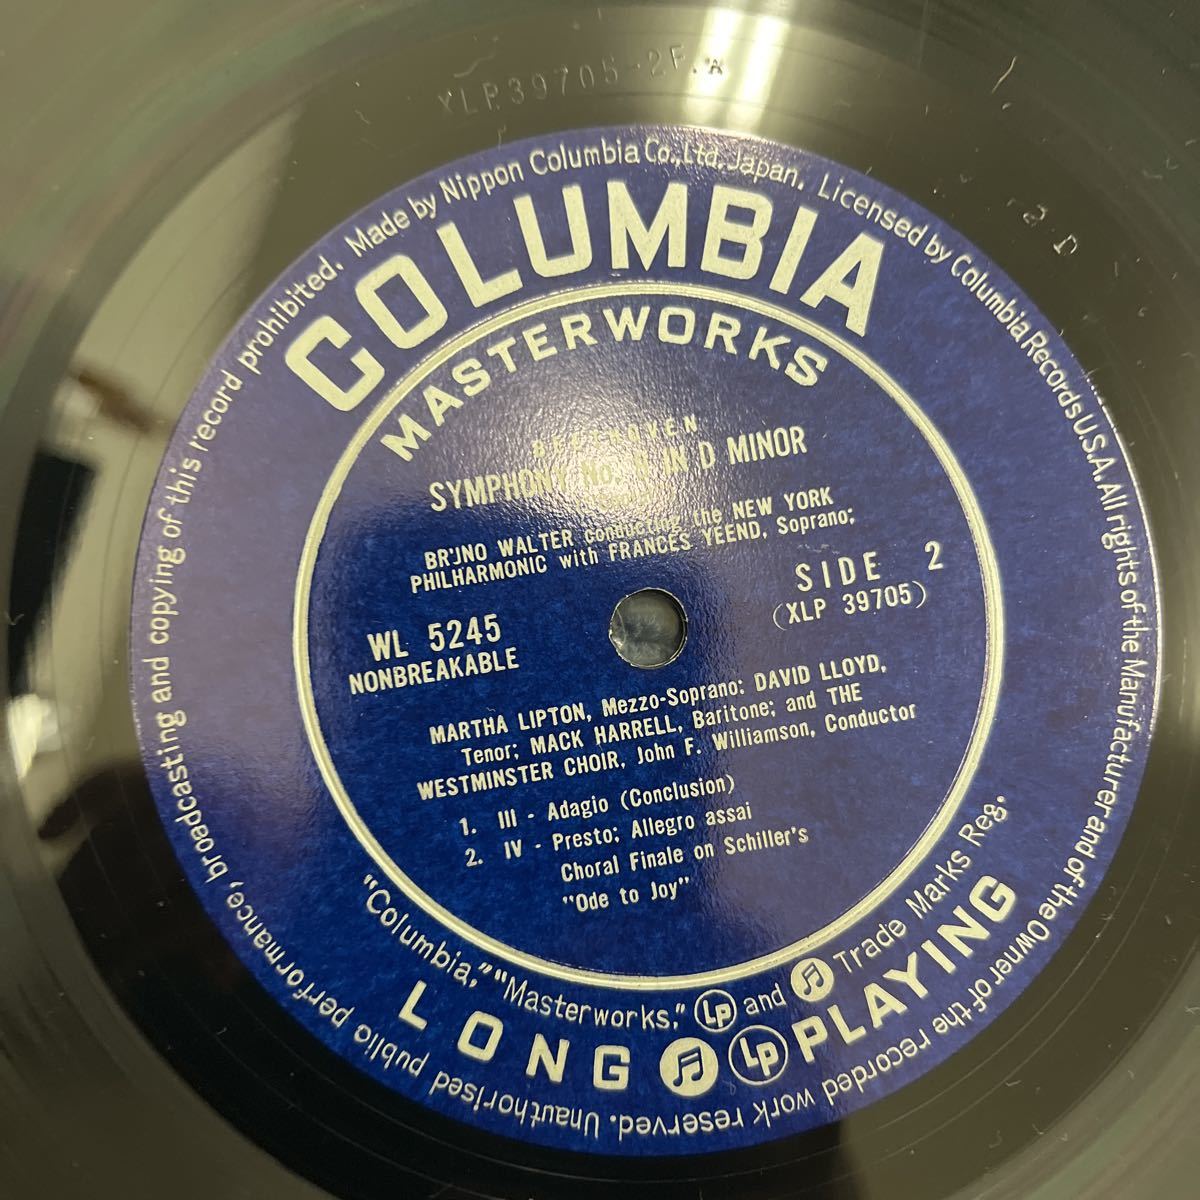 XLP39705-2F.
2 D
Unauthorised public performance, broadcasting and copying of this record prohibited. Made by Nippon Columbia Co., Ltd. Japan. Licensed by Columbia Records U.S.A. All rights of the Manufacturer and of the Owner of the recorded work reserved.
COLUMBIA
MASTERWORKS
BEETHOVEN
SYMPHONY No. IN D MINOR
BRUNO WALTER conducting the NEW YORK
PHILHARMONIC with FRANCES YEEND, Soprano;
SIDE 2
(XLP 39705)
WL 5245
NONBREAKABLE
MARTHA LIPTON, Mezzo-Soprano: DAVID LLOYD,
Tenor; MACK HARRELL, Baritone; and THE
WESTMINSTER CHOIR, John F. Williamson, Conductor
1. III - Adagio (Conclusion)
2. IV - Presto; Allegro assai
Choral Finale on Schiller's
"Ode to Joy"
"Columbia," "Masterworks," LP and Trade Marks Reg.
LONG LP PLAYING